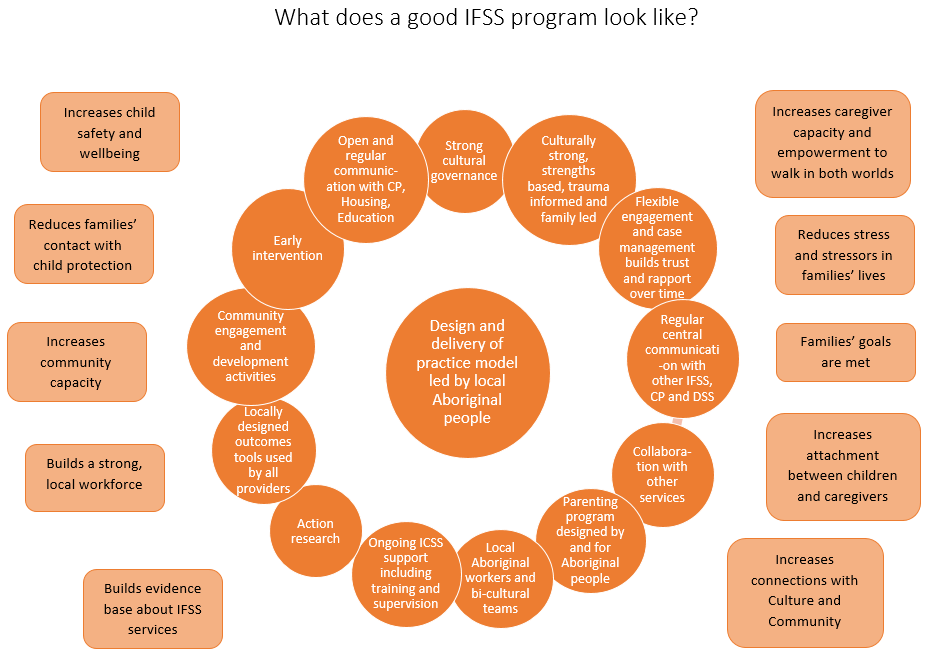 What does a good IFSS program look like?
Increases child
safety and
wellbeing
Reduces families’
contact with
child protection
Increases
community
capacity
Builds a strong,
local workforce
Builds evidence
base about IFSS
services
Open and
regular
communic-
ation with CP,
Housing,
Education
Strong
cultural
governance
Culturally
strong,
strengths
based, trauma
informed and
family led
Flexible
engagement
and case
management
builds trust
and rapport
over time
Regular
central
communicati
-on with
other IFSS,
CP and DSS
Collabora-
tion with
other
services
Parenting
program
designed by
and for
Aboriginal
people
Local
Aboriginal
workers and
bi-cultural
teams
Ongoing ICSS
support
including
training and
supervision
Action
research
Locally
designed
outcomes
tools used
by all
providers
Community
engagement
and
development
activities
Early
intervention
Design and
delivery of
practice model
led by local
Aboriginal
people
Increases caregiver
capacity and
empowerment to
walk in both worlds
Reduces stress
and stressors in
families’ lives
Families’ goals
are met
Increases
attachment
between children
and caregivers
Increases
connections with
Culture and
Community